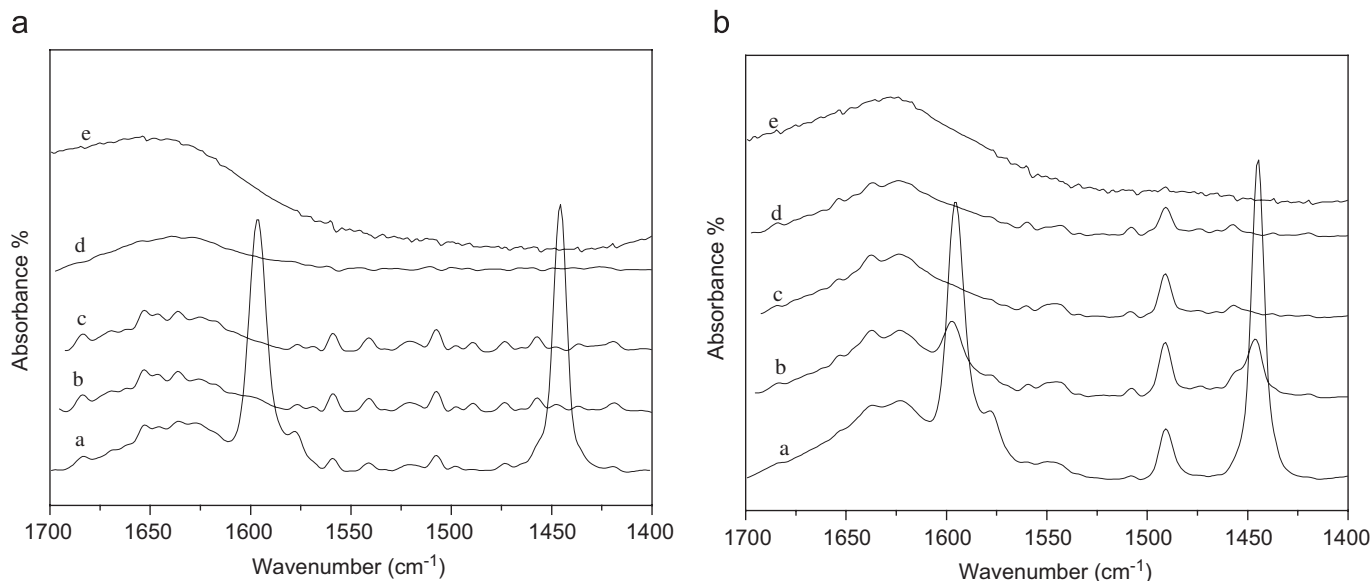 a
b
e
d
c
b
a
1700
1650
1600
1550
1500
1450
1400
Wavenumber (cm-1)
Absorbance %
e
d
c
b
a
1700
1650
1600
1550
1500
1450
1400
Wavenumber (cm-1)
Absorbance %